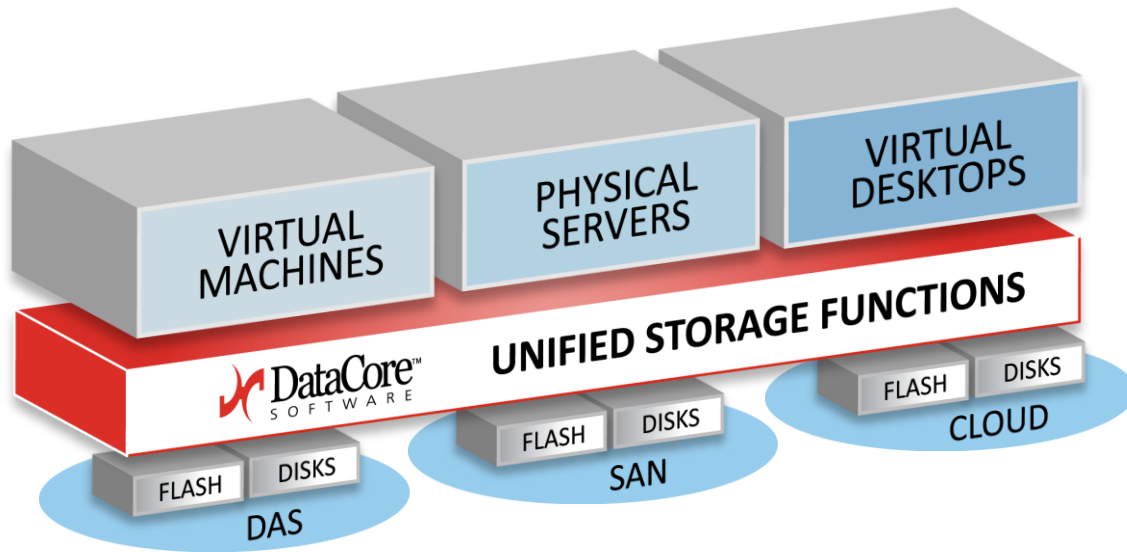 VIRTUAL
MACHINES
PHYSICAL
SERVERS
VIRTUAL
DESKTOPS
DataCore™
SOFTWARE
UNIFIED STORAGE FUNCTIONS
FLASH
DISKS
DAS
FLASH
DISKS
SAN
FLASH
DISKS
CLOUD